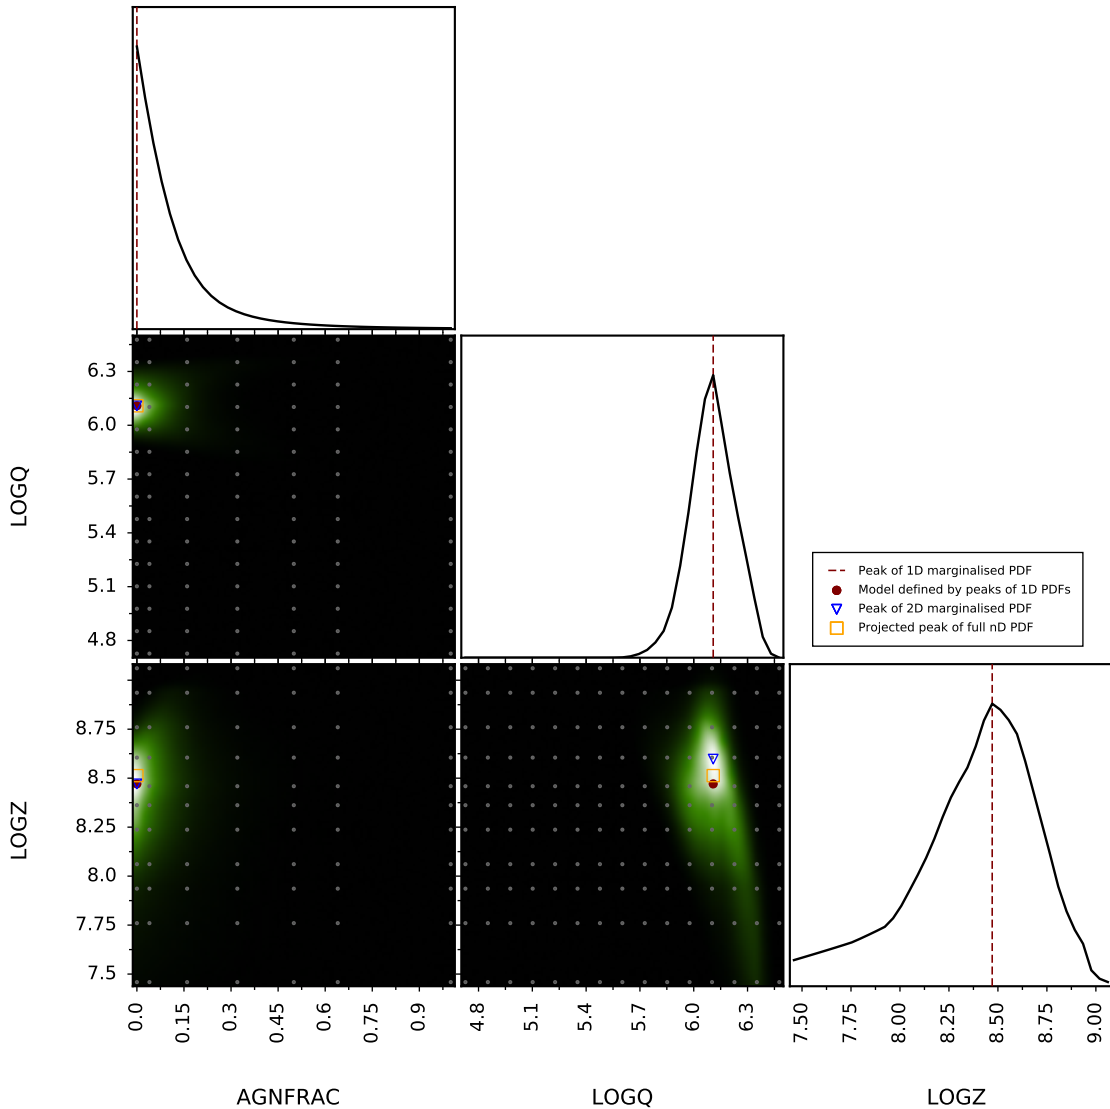 6.3
6.0
5.7
5.4
5.1
4.8
LOGQ
Peak of 1D marginalised PDF
Model defined by peaks of 1D PDFs
Peak of 2D marginalised PDF
Projected peak of full nD PDF
8.75
8.5
8.25
8.0
7.75
7.5
LOGZ
0.0 0.15 0.3 0.45 0.6 0.75 0.9
4.8 5.1 5.4 5.7 6.0 6.3
7.50 7.75 8.00 8.25 8.50 8.75 9.00
AGNFRAC LOGQ LOGZ